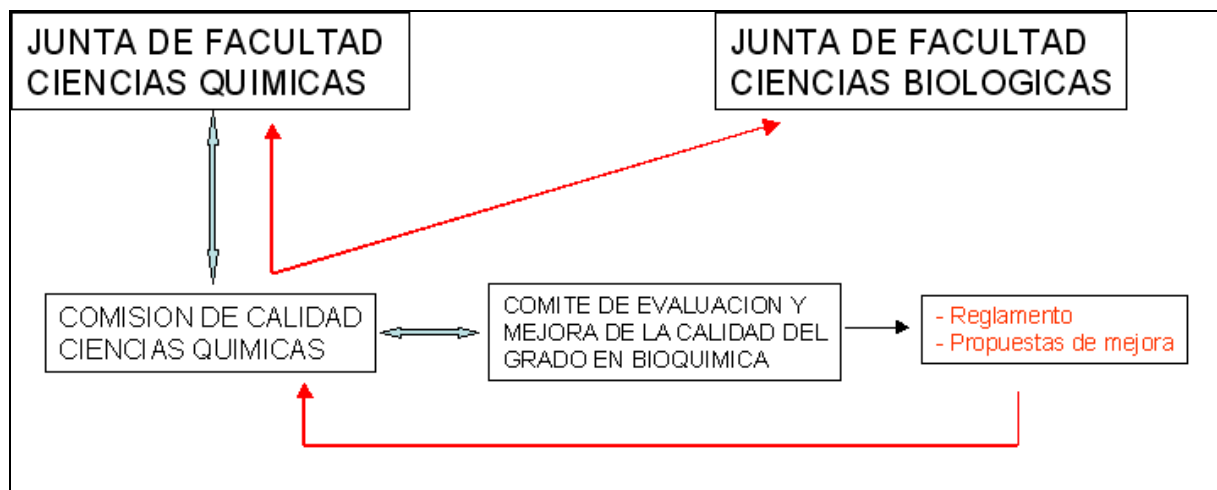 JUNTA DE FACULTAD
CIENCIAS QUIMICAS
JUNTA DE FACULTAD
CIENCIAS BIOLOGICAS
COMISION DE CALIDAD
CIENCIAS QUIMICAS
COMITE DE EVALUACION Y
MEJORA DE LA CALIDAD DEL
GRADO EN BIOQUIMICA
- Reglamento
- Propuestas de mejora